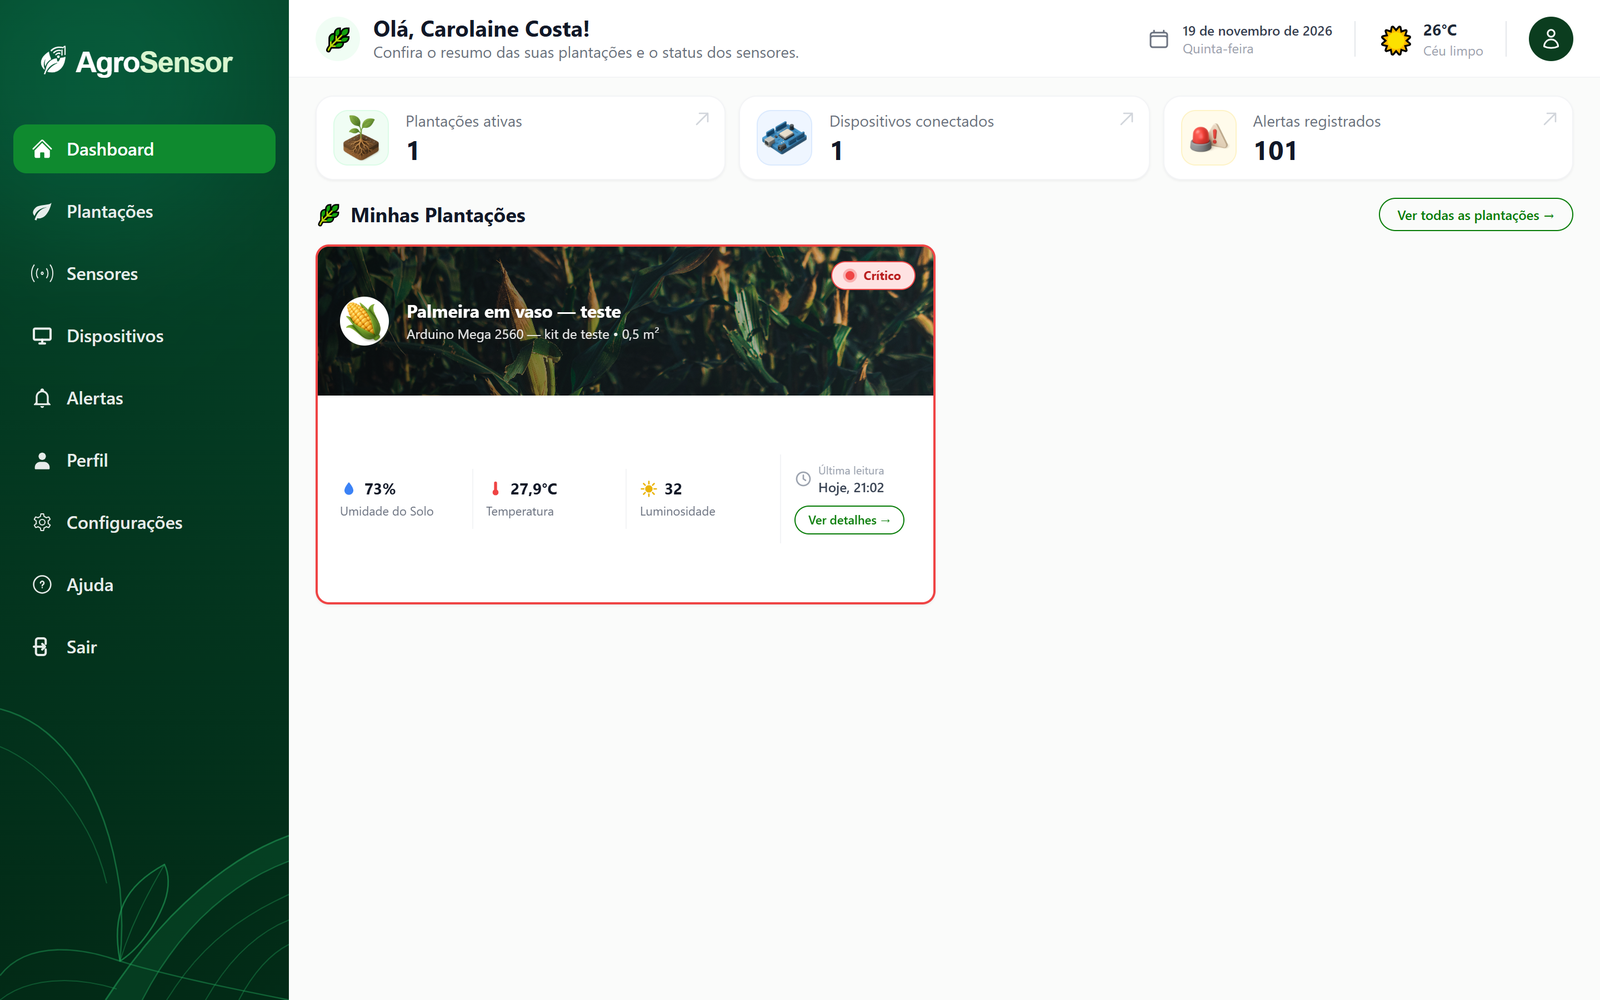 AgroSensor
Dashboard
Plantações
Sensores
Dispositivos
Alertas
Perfil
Configurações
Ajuda
Sair
Olá, Carolaine Costa!
Confira o resumo das suas plantações e o status dos sensores.
19 de novembro de 2026
Quinta-feira
26°C
Céu limpo
Plantações ativas
1
Dispositivos conectados
1
Alertas registrados
101
Minhas Plantações
Ver todas as plantações →
Crítico
Palmeira em vaso — teste
Arduino Mega 2560 — kit de teste • 0,5 m²
73%
Umidade do Solo
27,9°C
Temperatura
32
Luminosidade
Última leitura
Hoje, 21:02
Ver detalhes →